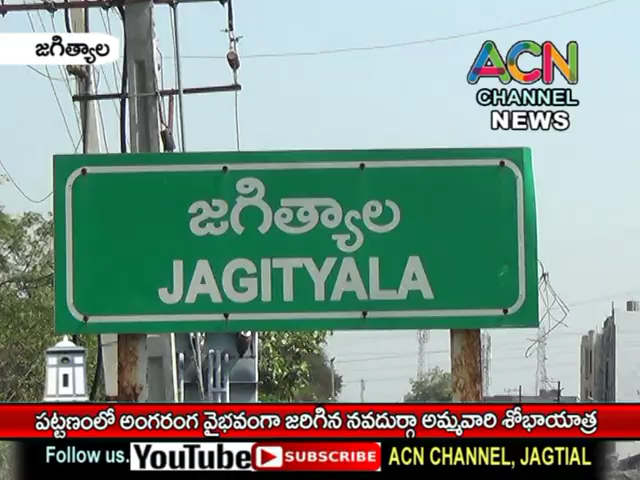 జగిత్యాల
ACN
CHANNEL
NEWS
జగిత్యాల
JAGITYALA
పట్టణంలో అంగరంగ వైభవంగా జరిగిన నవదుర్గా అమ్మవారి శోభాయాత్ర
Follow us. YouTube SUBSCRIBE ACN CHANNEL, JAGTIAL